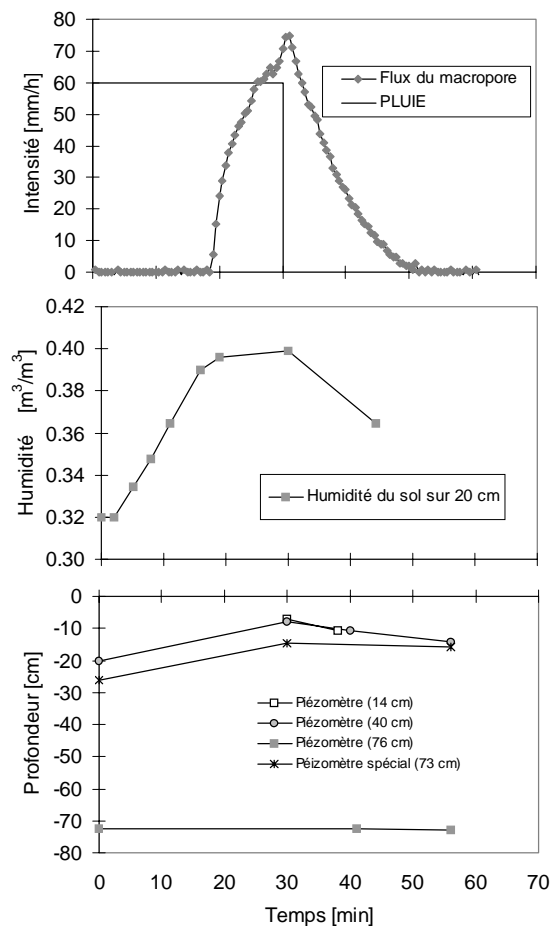 80
70
60
50
40
30
20
10
0
Intensité [mm/h]
Flux du macropore
PLUIE
0.42
0.40
0.38
0.36
0.34
0.32
0.30
Humidité [m³/m³]
Humidité du sol sur 20 cm
0
-10
-20
-30
-40
-50
-60
-70
-80
Profondeur [cm]
Piézomètre (14 cm)
Piézomètre (40 cm)
Piézomètre (76 cm)
Péizomètre spécial (73 cm)
0 10 20 30 40 50 60 70
Temps [min]